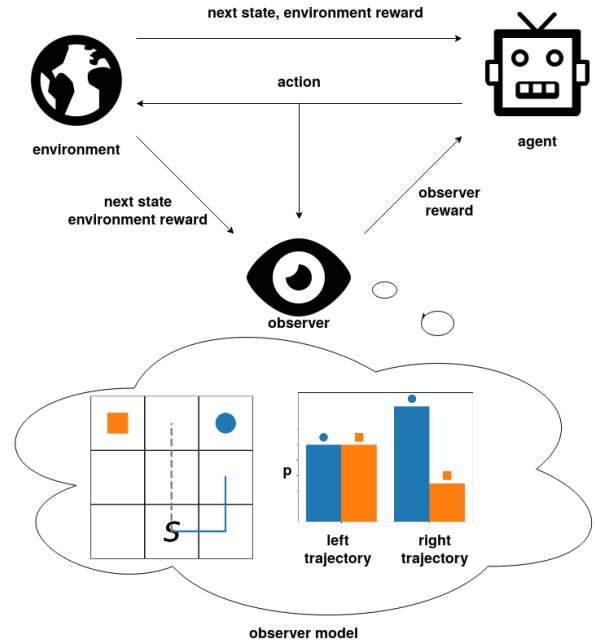 next state, environment reward
action
environment
agent
next state
environment reward
observer
reward
observer
S
p
left
trajectory
right
trajectory
observer model